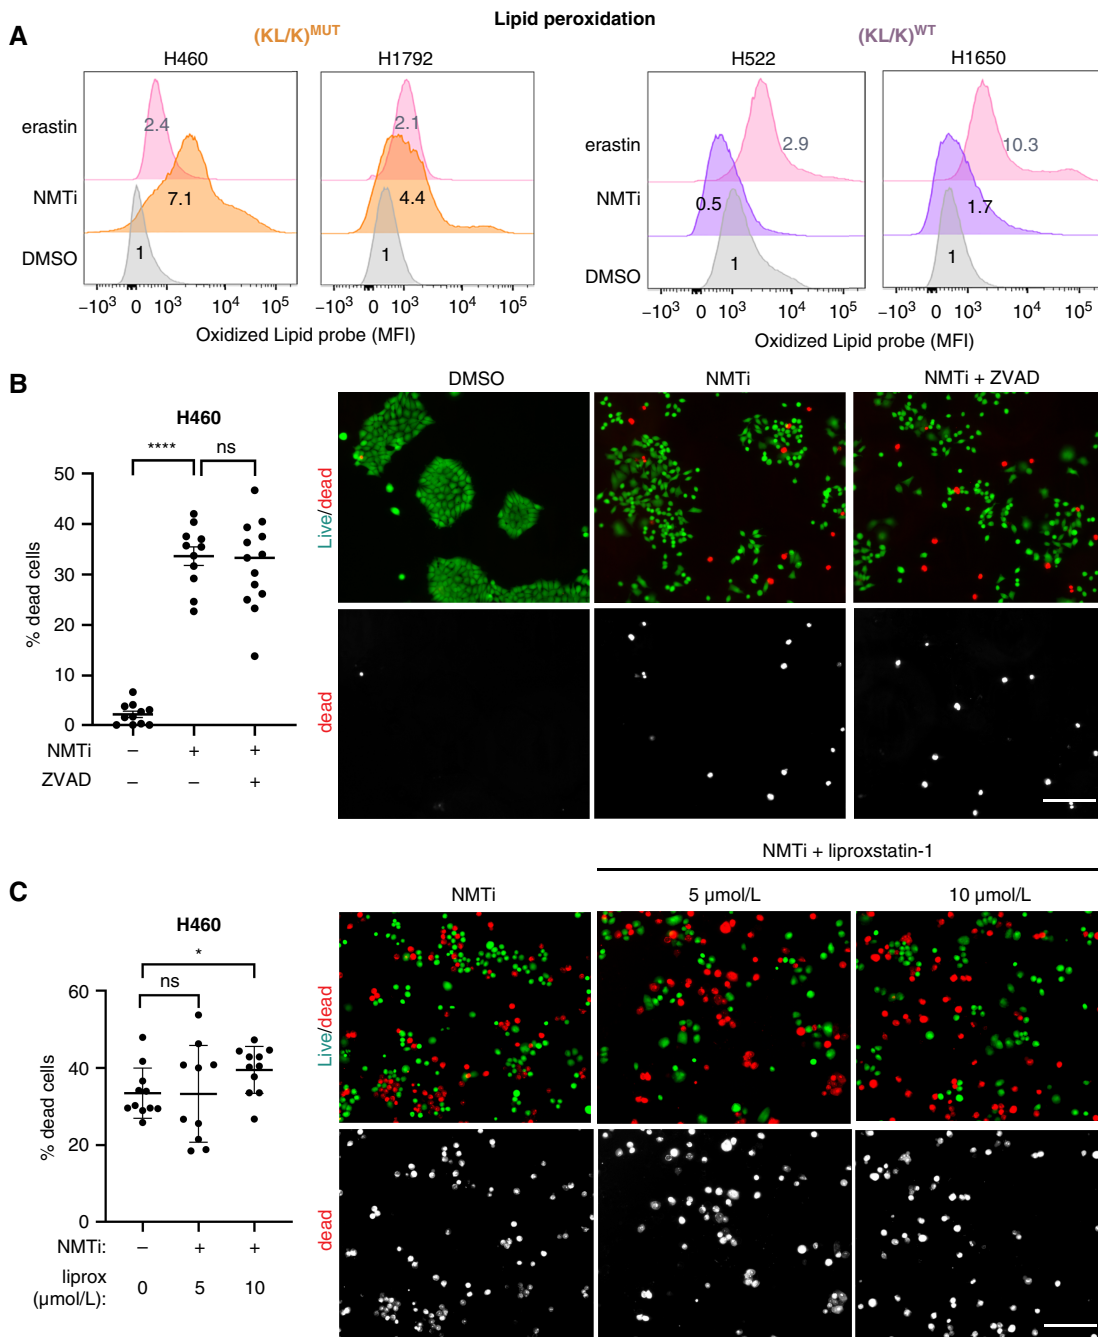 Lipid peroxidation
A
(KL/K)MUT
(KL/K)WT
H460
H1792
H522
H1650
erastin
2.4
2.1
erastin
2.9
10.3
NMTi
7.1
4.4
NMTi
0.5
1.7
DMSO
1
1
DMSO
1
1
−10³ 0 10³ 10⁴ 10⁵
−10³ 0 10³ 10⁴ 10⁵
−10³ 0 10³ 10⁴ 10⁵
−10³ 0 10³ 10⁴ 10⁵
Oxidized Lipid probe (MFI)
Oxidized Lipid probe (MFI)
B
H460
**** ns
% dead cells
50
40
30
20
10
0
NMTi − + +
ZVAD − − +
DMSO
NMTi
NMTi + ZVAD
Live/dead
dead
C
H460
*
ns
% dead cells
60
40
20
0
NMTi: − + +
liprox
(µmol/L): 0 5 10
NMTi + liproxstatin-1
NMTi
5 µmol/L
10 µmol/L
Live/dead
dead